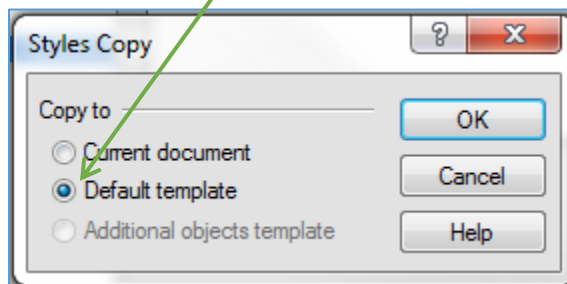 Styles Copy
?
Copy to
OK
Current document
Default template
Cancel
Additional objects template
Help